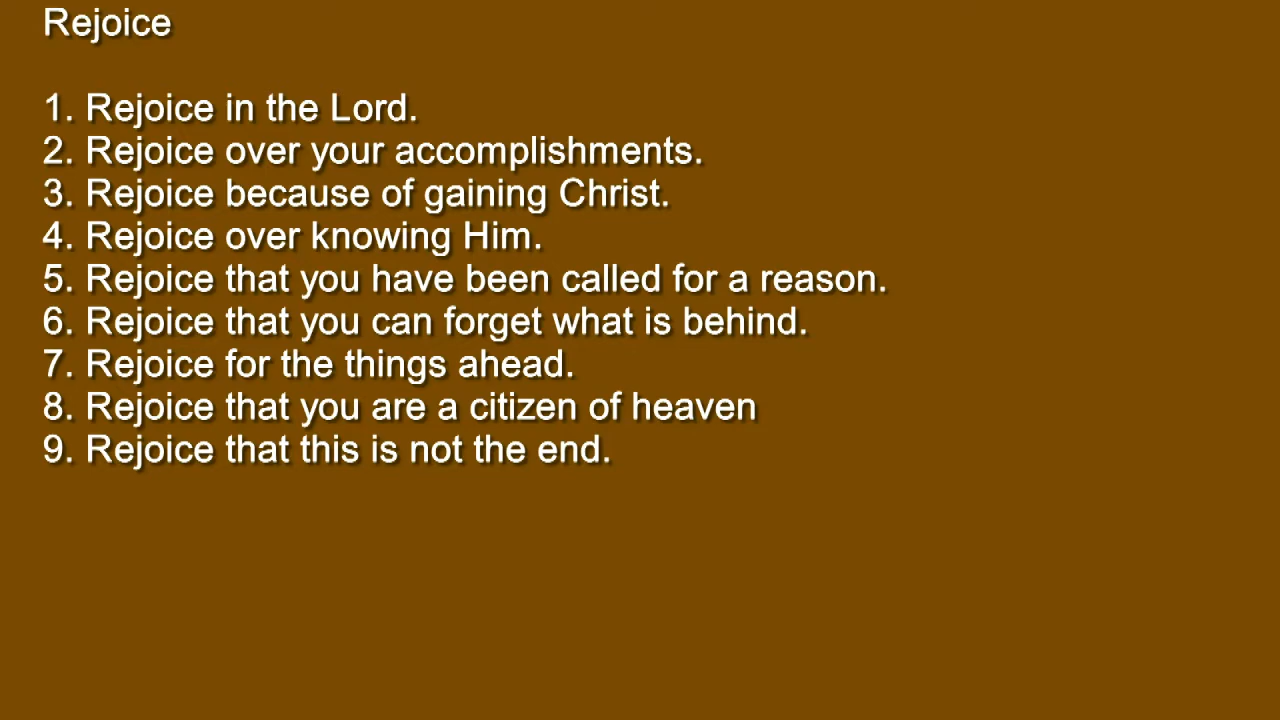 Rejoice
1. Rejoice in the Lord.
2. Rejoice over your accomplishments.
3. Rejoice because of gaining Christ.
4. Rejoice over knowing Him.
5. Rejoice that you have been called for a reason.
6. Rejoice that you can forget what is behind.
7. Rejoice for the things ahead.
8. Rejoice that you are a citizen of heaven
9. Rejoice that this is not the end.